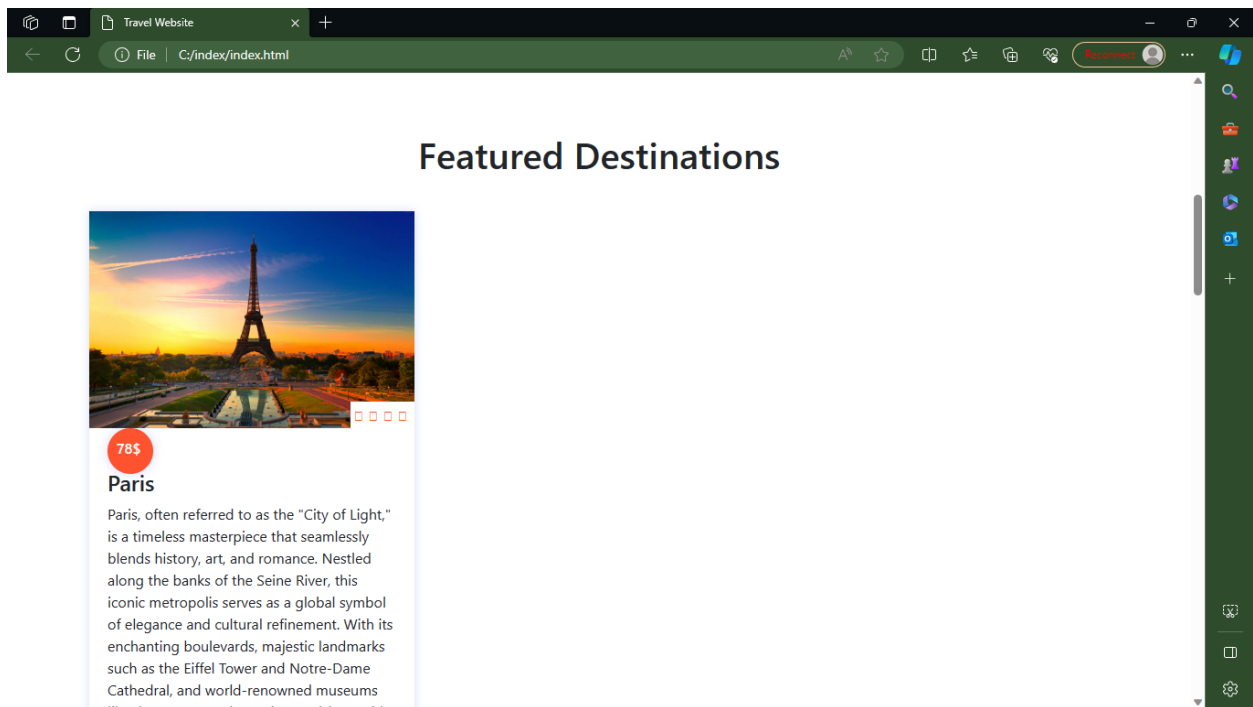 Travel Website
File C:/index/index.html
Reconnect
Featured Destinations
78$
Paris
Paris, often referred to as the "City of Light,"
is a timeless masterpiece that seamlessly
blends history, art, and romance. Nestled
along the banks of the Seine River, this
iconic metropolis serves as a global symbol
of elegance and cultural refinement. With its
enchanting boulevards, majestic landmarks
such as the Eiffel Tower and Notre-Dame
Cathedral, and world-renowned museums